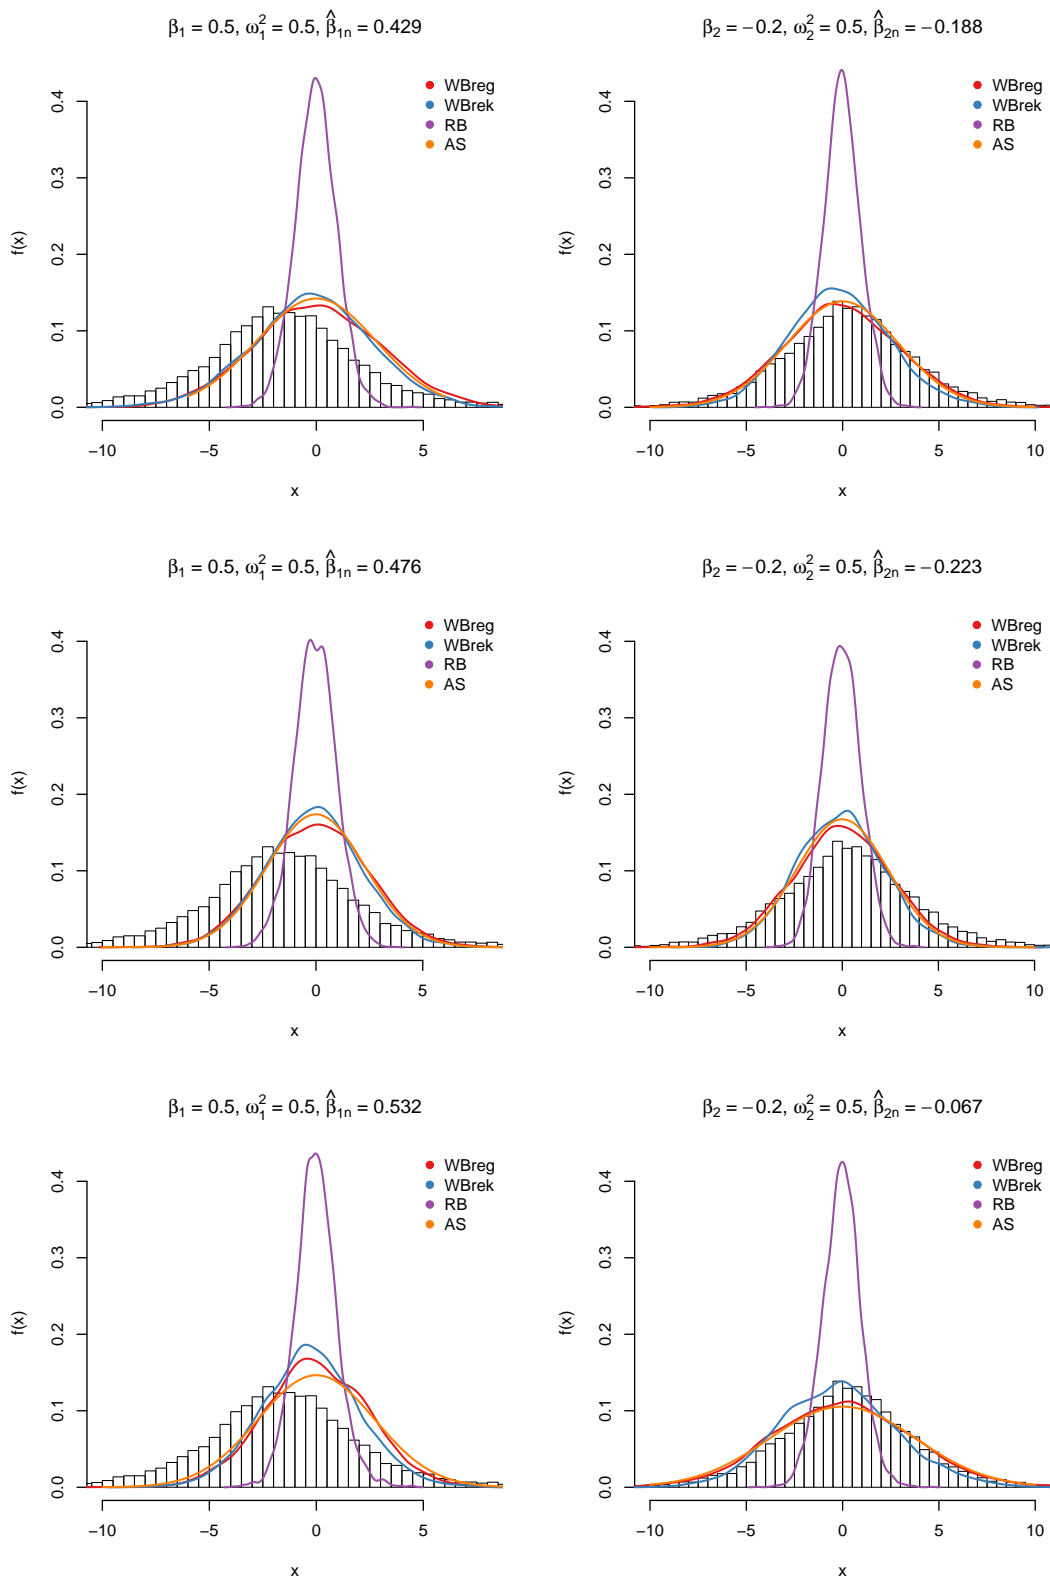 β₁ = 0.5, ω₁² = 0.5, β̂₁ₙ = 0.429
WBreg
WBrek
RB
AS
f(x)
0.0 0.1 0.2 0.3 0.4
−10 −5 0 5
x
β₂ = −0.2, ω₂² = 0.5, β̂₂ₙ = −0.188
WBreg
WBrek
RB
AS
f(x)
0.0 0.1 0.2 0.3 0.4
−10 −5 0 5 10
x
β₁ = 0.5, ω₁² = 0.5, β̂₁ₙ = 0.476
WBreg
WBrek
RB
AS
f(x)
0.0 0.1 0.2 0.3 0.4
−10 −5 0 5
x
β₂ = −0.2, ω₂² = 0.5, β̂₂ₙ = −0.223
WBreg
WBrek
RB
AS
f(x)
0.0 0.1 0.2 0.3 0.4
−10 −5 0 5 10
x
β₁ = 0.5, ω₁² = 0.5, β̂₁ₙ = 0.532
WBreg
WBrek
RB
AS
f(x)
0.0 0.1 0.2 0.3 0.4
−10 −5 0 5
x
β₂ = −0.2, ω₂² = 0.5, β̂₂ₙ = −0.067
WBreg
WBrek
RB
AS
f(x)
0.0 0.1 0.2 0.3 0.4
−10 −5 0 5 10
x